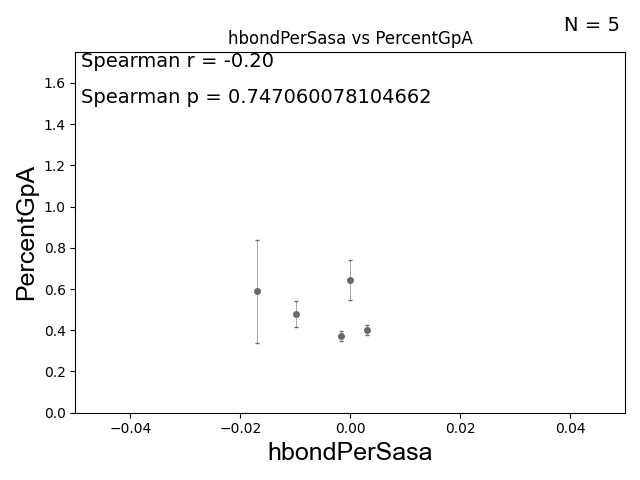 N = 5
hbondPerSasa vs PercentGpA
Spearman r = -0.20
Spearman p = 0.747060078104662
PercentGpA
1.6
1.4
1.2
1.0
0.8
0.6
0.4
0.2
0.0
−0.04 −0.02 0.00 0.02 0.04
hbondPerSasa